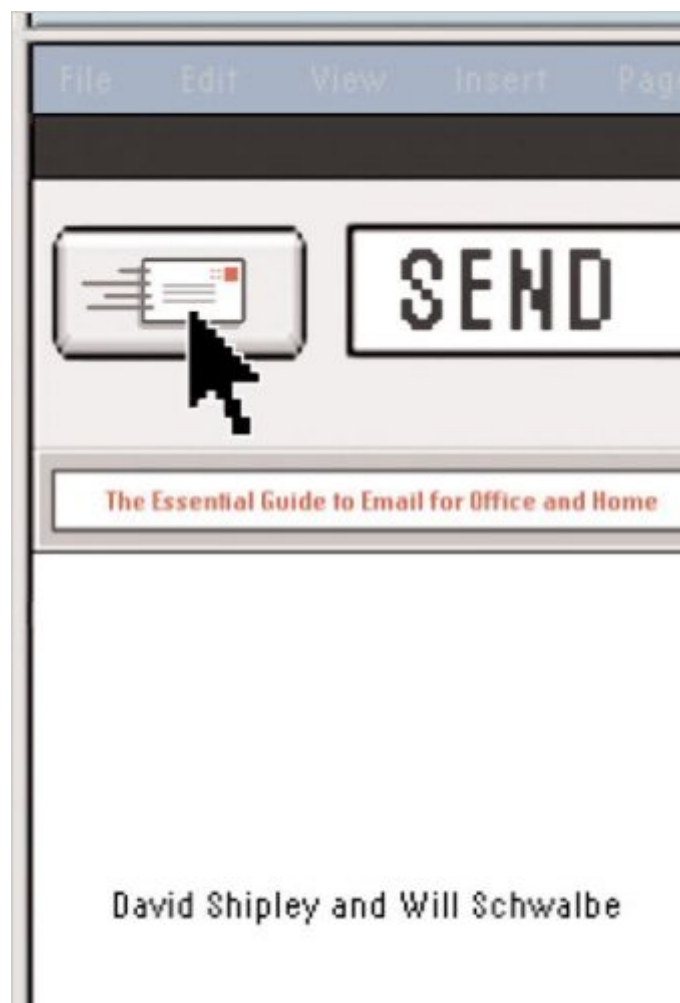 File Edit View Insert Page
SEND
The Essential Guide to Email for Office and Home
David Shipley and Will Schwalbe